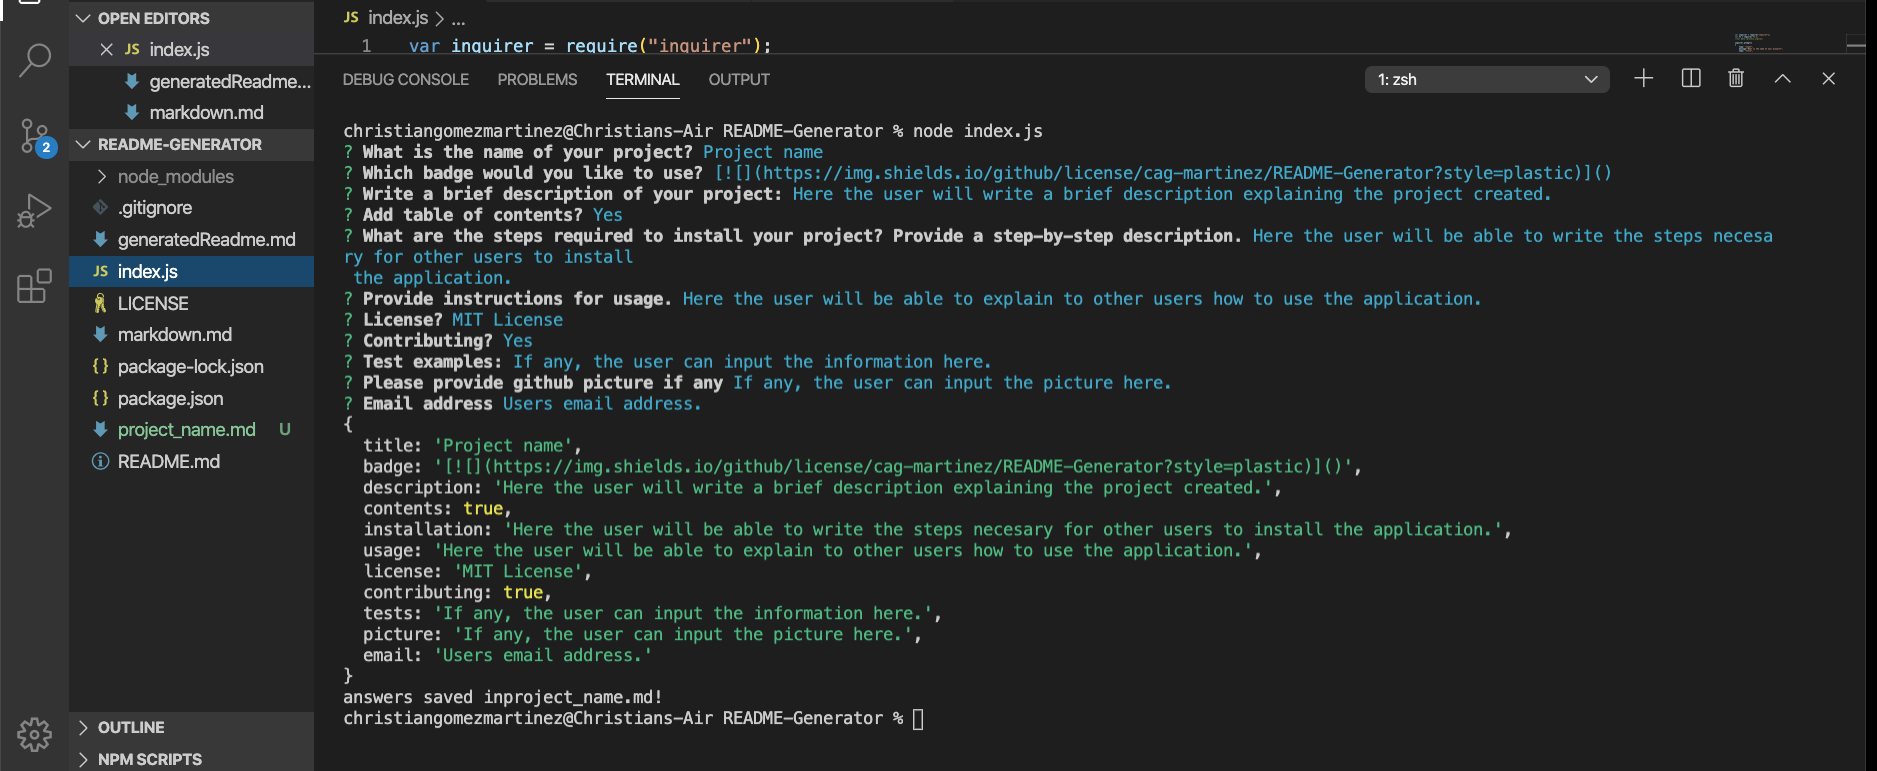 OPEN EDITORS
JS index.js
generatedReadme...
markdown.md
2
README-GENERATOR
node_modules
.gitignore
generatedReadme.md
JS index.js
LICENSE
markdown.md
{} package-lock.json
{} package.json
project_name.md U
README.md
OUTLINE
NPM SCRIPTS
JS index.js > ...
1 var inquirer = require("inquirer");
DEBUG CONSOLE PROBLEMS TERMINAL OUTPUT
1: zsh
christiangomezmartinez@Christians-Air README-Generator % node index.js
? What is the name of your project? Project name
? Which badge would you like to use? [![](https://img.shields.io/github/license/cag-martinez/README-Generator?style=plastic)]()
? Write a brief description of your project: Here the user will write a brief description explaining the project created.
? Add table of contents? Yes
? What are the steps required to install your project? Provide a step-by-step description. Here the user will be able to write the steps necesa
ry for other users to install
the application.
? Provide instructions for usage. Here the user will be able to explain to other users how to use the application.
? License? MIT License
? Contributing? Yes
? Test examples: If any, the user can input the information here.
? Please provide github picture if any If any, the user can input the picture here.
? Email address Users email address.
{
title: 'Project name',
badge: '[![](https://img.shields.io/github/license/cag-martinez/README-Generator?style=plastic)]()',
description: 'Here the user will write a brief description explaining the project created.',
contents: true,
installation: 'Here the user will be able to write the steps necesary for other users to install the application.',
usage: 'Here the user will be able to explain to other users how to use the application.',
license: 'MIT License',
contributing: true,
tests: 'If any, the user can input the information here.',
picture: 'If any, the user can input the picture here.',
email: 'Users email address.'
}
answers saved inproject_name.md!
christiangomezmartinez@Christians-Air README-Generator %